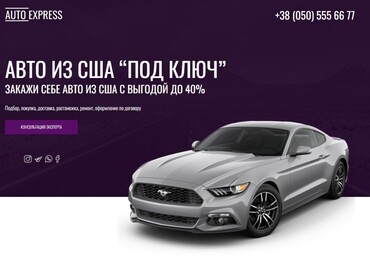 AUTO EXPRESS
+38 (050) 555 66 77
АВТО ИЗ США “ПОД КЛЮЧ”
ЗАКАЖИ СЕБЕ АВТО ИЗ США С ВЫГОДОЙ ДО 40%
Подбор, покупка, доставка, растаможка, ремонт, оформление по договору
КОНСУЛЬТАЦИЯ ЭКСПЕРТА